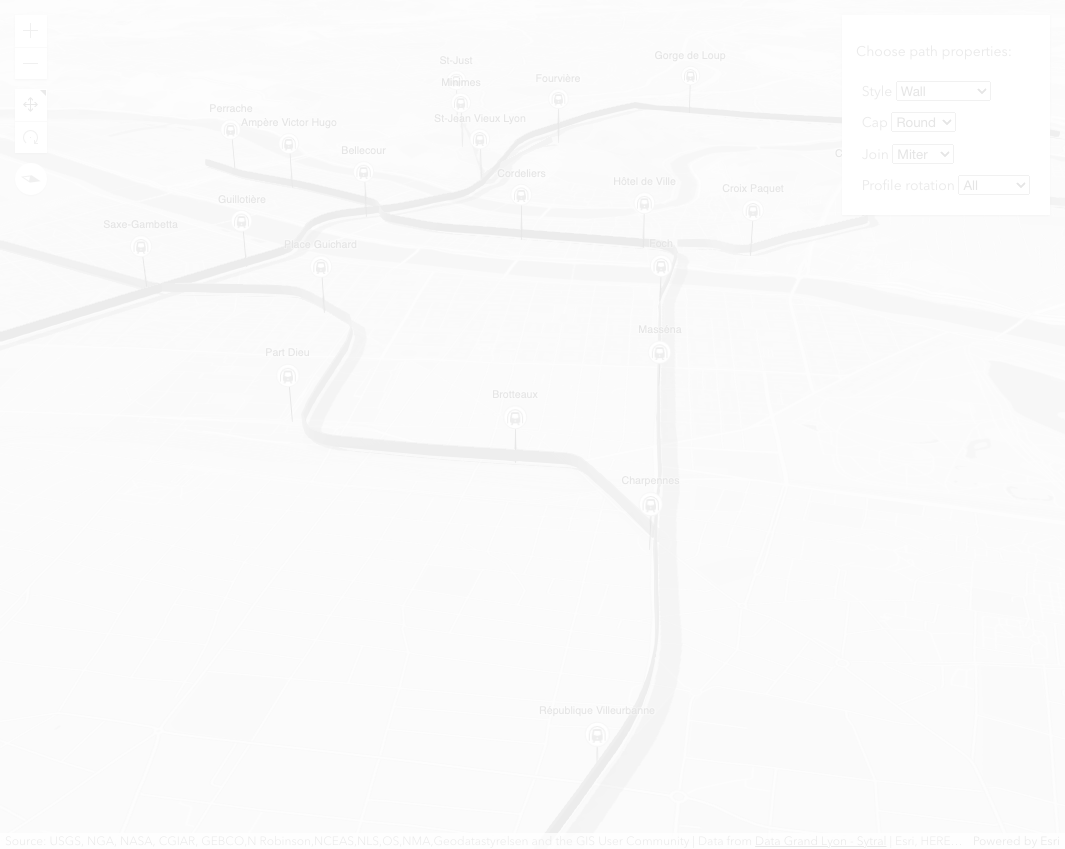 Choose path properties:
Style Wall
Cap Round
Join Miter
Profile rotation All
Gorge de Loup
St-Just
Minimes
Fourvière
Perrache
Ampère Victor Hugo
St-Jean Vieux Lyon
Bellecour
Cordeliers
Hôtel de Ville
Croix Paquet
Guillotière
Saxe-Gambetta
Place Guichard
Foch
Masséna
Part Dieu
Brotteaux
Charpennes
République Villeurbanne
Source: USGS, NGA, NASA, CGIAR, GEBCO,N Robinson,NCEAS,NLS,OS,NMA,Geodatastyrelsen and the GIS User Community | Data from Data Grand Lyon - Sytral | Esri, HERE ... Powered by Esri